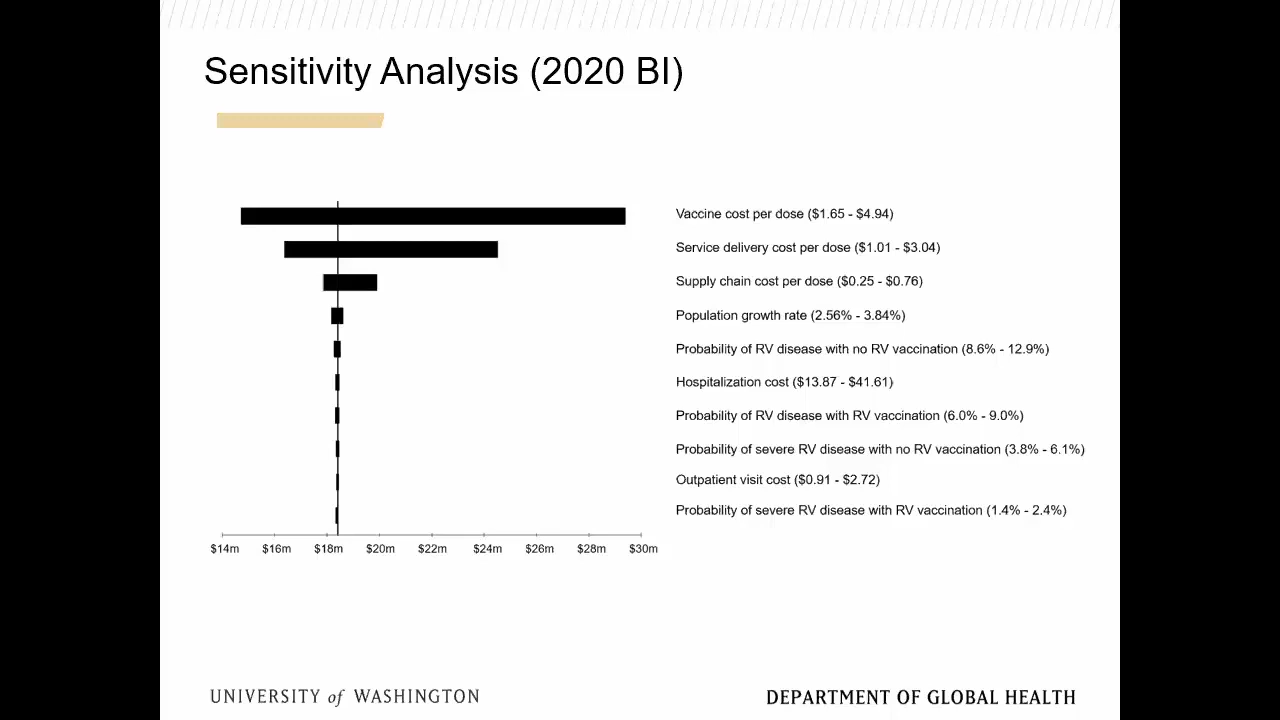 Sensitivity Analysis (2020 BI)
Vaccine cost per dose ($1.65 - $4.94)
Service delivery cost per dose ($1.01 - $3.04)
Supply chain cost per dose ($0.25 - $0.76)
Population growth rate (2.56% - 3.84%)
Probability of RV disease with no RV vaccination (8.6% - 12.9%)
Hospitalization cost ($13.87 - $41.61)
Probability of RV disease with RV vaccination (6.0% - 9.0%)
Probability of severe RV disease with no RV vaccination (3.8% - 6.1%)
Outpatient visit cost ($0.91 - $2.72)
Probability of severe RV disease with RV vaccination (1.4% - 2.4%)
$14m $16m $18m $20m $22m $24m $26m $28m $30m
UNIVERSITY of WASHINGTON
DEPARTMENT OF GLOBAL HEALTH